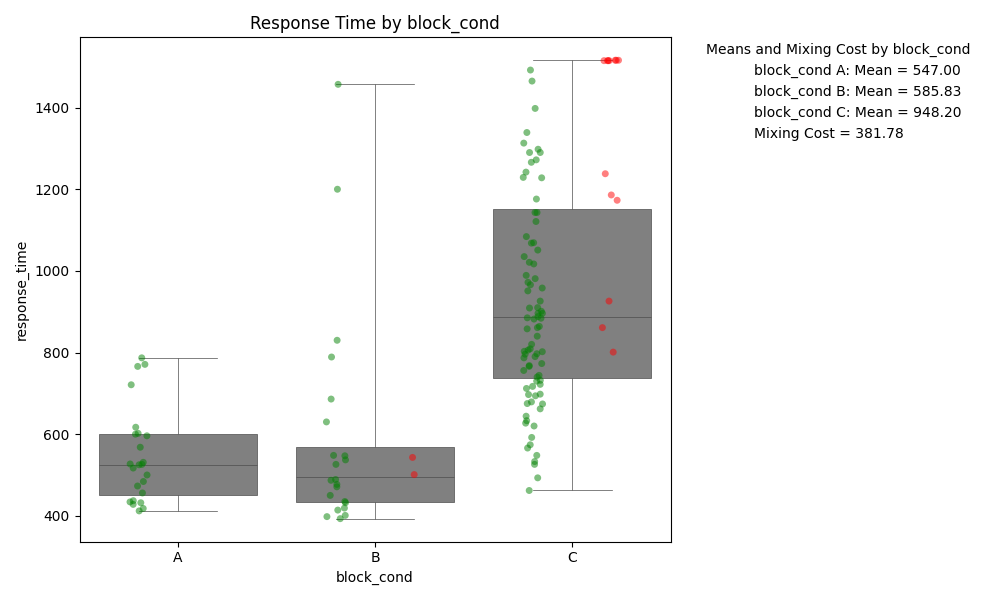 Response Time by block_cond
Means and Mixing Cost by block_cond
block_cond A: Mean = 547.00
block_cond B: Mean = 585.83
block_cond C: Mean = 948.20
Mixing Cost = 381.78
response_time
1400
1200
1000
800
600
400
A B C
block_cond